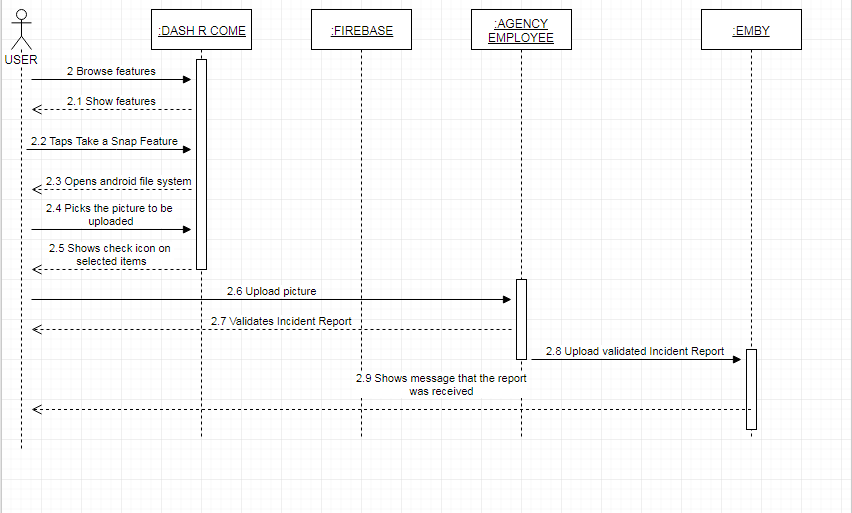 :DASH R COME
:FIREBASE
:AGENCY
EMPLOYEE
:EMBY
USER
2 Browse features
2.1 Show features
2.2 Taps Take a Snap Feature
2.3 Opens android file system
2.4 Picks the picture to be
uploaded
2.5 Shows check icon on
selected items
2.6 Upload picture
2.7 Validates Incident Report
2.8 Upload validated Incident Report
2.9 Shows message that the report
was received